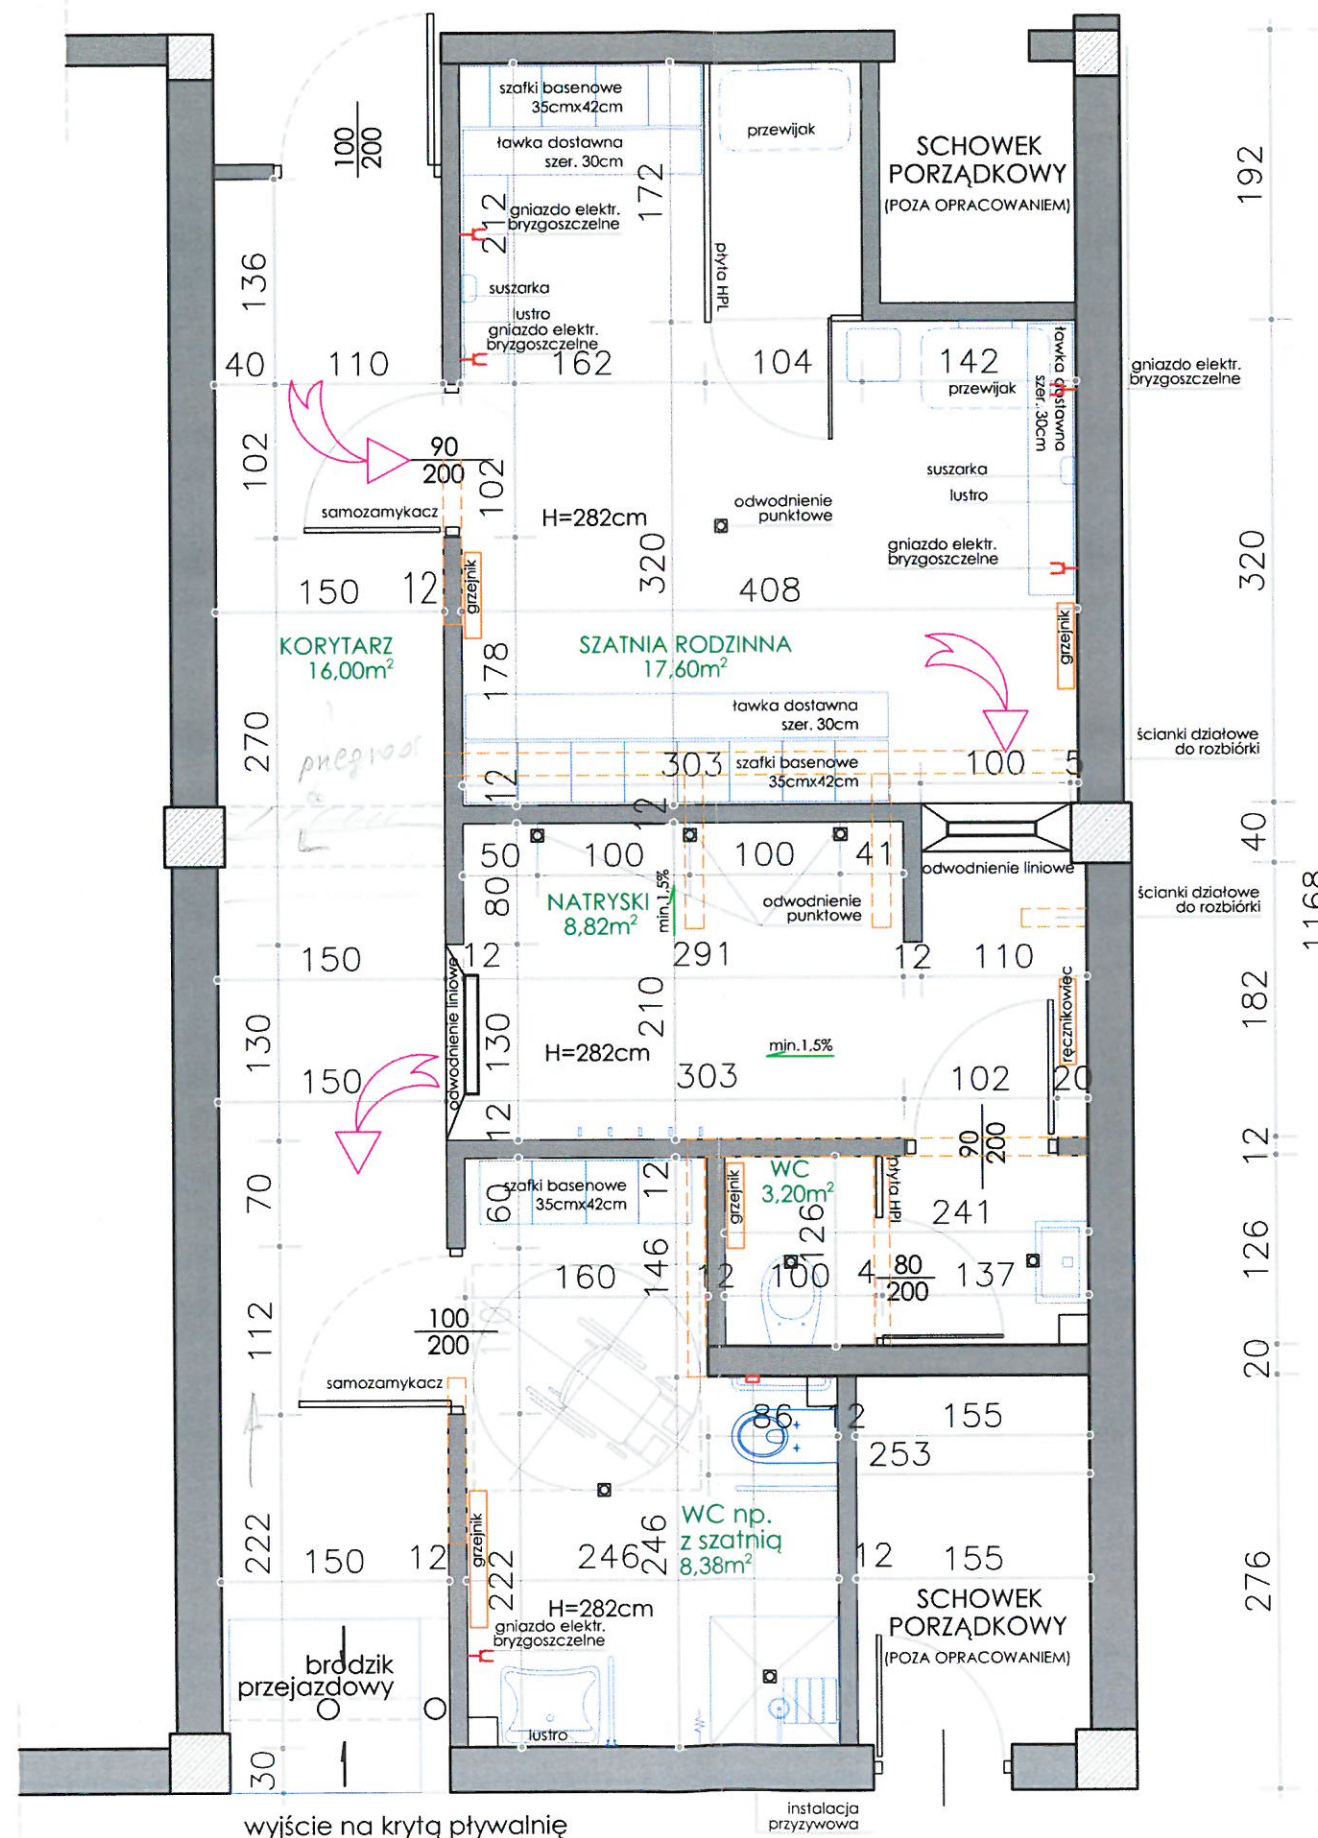 szafki basenowe
35cmx42cm
przewijak
ławka dostawna
szer. 30cm
100
200
172
SCHOWEK
PORZĄDKOWY
(POZA OPRACOWANIEM)
192
gniazdo elektr.
bryzgoszczelne
212
136
płyta HPL
suszarka
lustro
gniazdo elektr.
bryzgoszczelne
40
110
162
104
142
przewijak
ławka dostawna
szer. 30cm
gniazdo elektr.
bryzgoszczelne
102
90
200
102
samozamykacz
H=282cm
odwodnienie
punktowe
suszarka
lustro
gniazdo elektr.
bryzgoszczelne
320
320
150
12
grzejnik
408
KORYTARZ
16,00m²
SZATNIA RODZINNA
17,60m²
grzejnik
178
ławka dostawna
szer. 30cm
270
303
szafki basenowe
35cmx42cm
100
5
ścianki działowe
do rozbiórki
12
12
50
100
100
41
odwodnienie liniowe
40
80
NATRYSKI
8,82m²
min.1,5%
odwodnienie
punktowe
ścianki działowe
do rozbiórki
1168
150
12
291
12
110
odwodnienie liniowe
130
130
210
H=282cm
min.1,5%
ręcznikowiec
182
150
303
102
20
12
90
200
12
70
60
szafki basenowe
35cmx42cm
12
grzejnik
WC
3,20m²
płyta HPL
241
126
126
146
160
12
100
4
80
200
137
112
100
200
20
samozamykacz
86
2
155
253
222
WC np.
z szatnią
8,38m²
150
12
grzejnik
222
246
246
12
155
276
H=282cm
gniazdo elektr.
bryzgoszczelne
SCHOWEK
PORZĄDKOWY
(POZA OPRACOWANIEM)
brodzik
przejazdowy
lustro
30
instalacja
przyzywowa
wyjście na krytą pływalnię